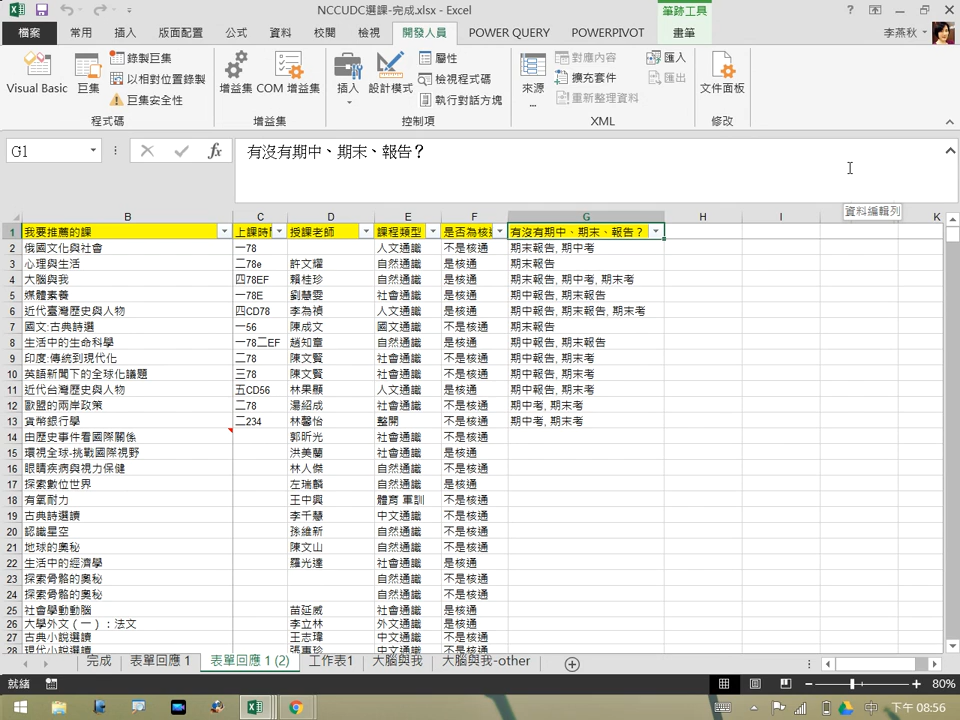 NCCUDC選課-完成.xlsx - Excel
筆跡工具
檔案 常用 插入 版面配置 公式 資料 校閱 檢視 開發人員 POWER QUERY POWERPIVOT 畫筆 李燕秋
Visual Basic 巨集 錄製巨集 以相對位置錄製 巨集安全性
增益集 COM 增益集
插入 設計模式 屬性 檢視程式碼 執行對話方塊
來源... 對應內容 擴充套件 重新整理資料 匯入 匯出
文件面板
程式碼 增益集 控制項 XML 修改
G1 fx 有沒有期中、期末、報告?
資料編輯列
B C D E F G H I K
1 我要推薦的課 上課時間 授課老師 課程類型 是否為核 有沒有期中、期末、報告?
2 俄國文化與社會 一78 人文通識 不是核通 期末報告, 期中考
3 心理與生活 二78e 許文耀 自然通識 是核通 期末報告
4 大腦與我 四78EF 賴桂珍 自然通識 是核通 期末報告, 期中考, 期末考
5 媒體素養 一78E 劉慧雯 社會通識 是核通 期中報告, 期末報告
6 近代臺灣歷史與人物 四CD78 李為禎 人文通識 是核通 期中報告, 期末報告, 期末考
7 國文:古典詩選 一56 陳成文 國文通識 不是核通 期末報告
8 生活中的生命科學 一78二EF 趙知章 自然通識 是核通 期中報告, 期末報告
9 印度:傳統到現代化 二78 陳文賢 社會通識 不是核通 期中報告, 期末考
10 英語新聞下的全球化議題 三78 陳文賢 社會通識 不是核通 期中報告, 期末考
11 近代台灣歷史與人物 五CD56 林果顯 人文通識 是核通 期中報告, 期末考
12 歐盟的兩岸政策 二78 湯紹成 社會通識 不是核通 期中考, 期末考
13 貨幣銀行學 二234 林馨怡 整開 不是核通 期中考, 期末考
14 由歷史事件看國際關係 郭昕光 社會通識 不是核通
15 環視全球-挑戰國際視野 洪美蘭 社會通識 是核通
16 眼睛疾病與視力保健 林人傑 自然通識 不是核通
17 探索數位世界 左瑞麟 自然通識 是核通
18 有氧耐力 王中興 體育 軍訓 不是核通
19 古典詩選讀 李千慧 中文通識 不是核通
20 認識星空 孫維新 自然通識 不是核通
21 地球的奧秘 陳文山 自然通識 不是核通
22 生活中的經濟學 羅光達 社會通識 是核通
23 探索骨骼的奧秘 自然通識 不是核通
24 探索骨骼的奧秘 自然通識 不是核通
25 社會學動動腦 苗延威 社會通識 是核通
26 大學外文(一):法文 李立林 外文通識 是核通
27 古典小說選讀 王志瑋 中文通識 不是核通
28 現代小說選讀 中文通識 不是核通
完成 表單回應 1 表單回應 1 (2) 工作表1 大腦與我 大腦與我-other
就緒 80%
中 下午 08:56